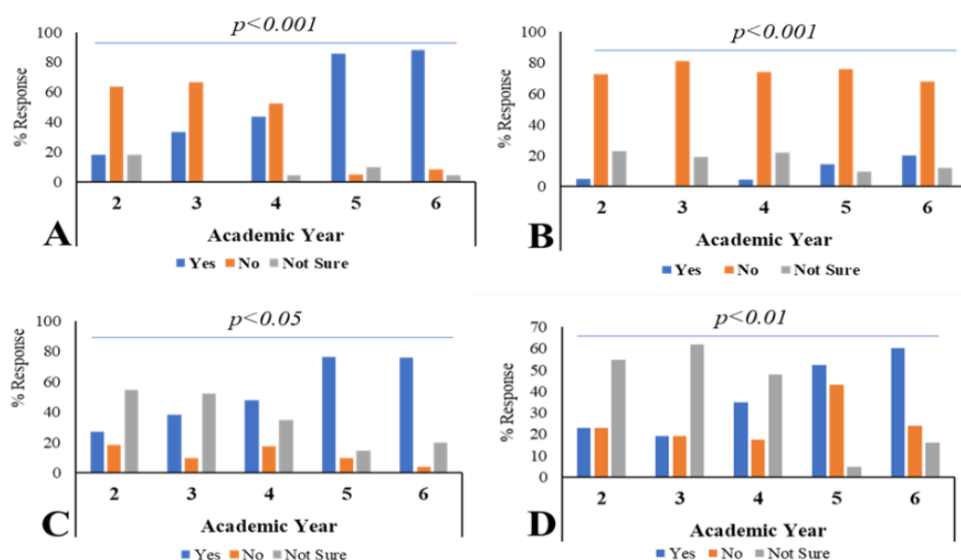 p<0.001
100
80
60
40
20
0
% Response
2 3 4 5 6
Academic Year
A
Yes No Not Sure
p<0.001
100
80
60
40
20
0
% Response
2 3 4 5 6
Academic Year
B
Yes No Not Sure
p<0.05
100
80
60
40
20
0
% Response
2 3 4 5 6
Academic Year
C
Yes No Not Sure
p<0.01
70
60
50
40
30
20
10
0
% Response
2 3 4 5 6
Academic Year
D
Yes No Not Sure